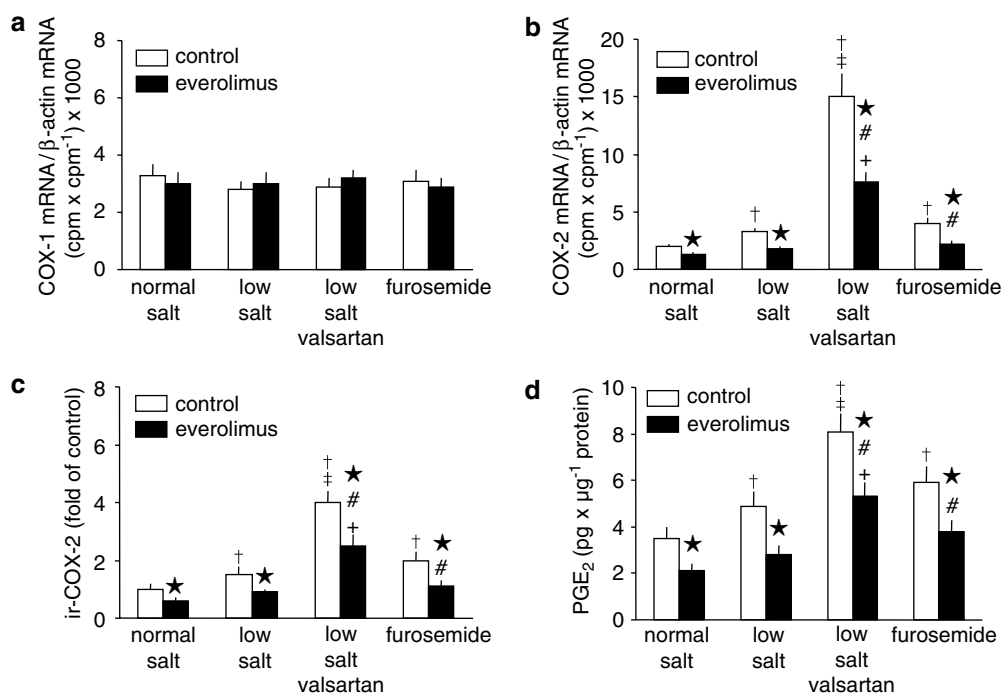 a
COX-1 mRNA/β-actin mRNA
(cpm x cpm⁻¹) x 1000
8
6
4
2
0
control
everolimus
normal salt
low salt
low salt valsartan
furosemide
b
COX-2 mRNA/β-actin mRNA
(cpm x cpm⁻¹) x 1000
20
15
10
5
0
control
everolimus
★
†
★
†
‡
★
#
+
†
★
#
normal salt
low salt
low salt valsartan
furosemide
c
ir-COX-2 (fold of control)
8
6
4
2
0
control
everolimus
★
†
★
†
‡
★
#
+
†
★
#
normal salt
low salt
low salt valsartan
furosemide
d
PGE₂ (pg x µg⁻¹ protein)
10
8
6
4
2
0
control
everolimus
★
†
★
†
‡
★
#
+
†
★
#
normal salt
low salt
low salt valsartan
furosemide